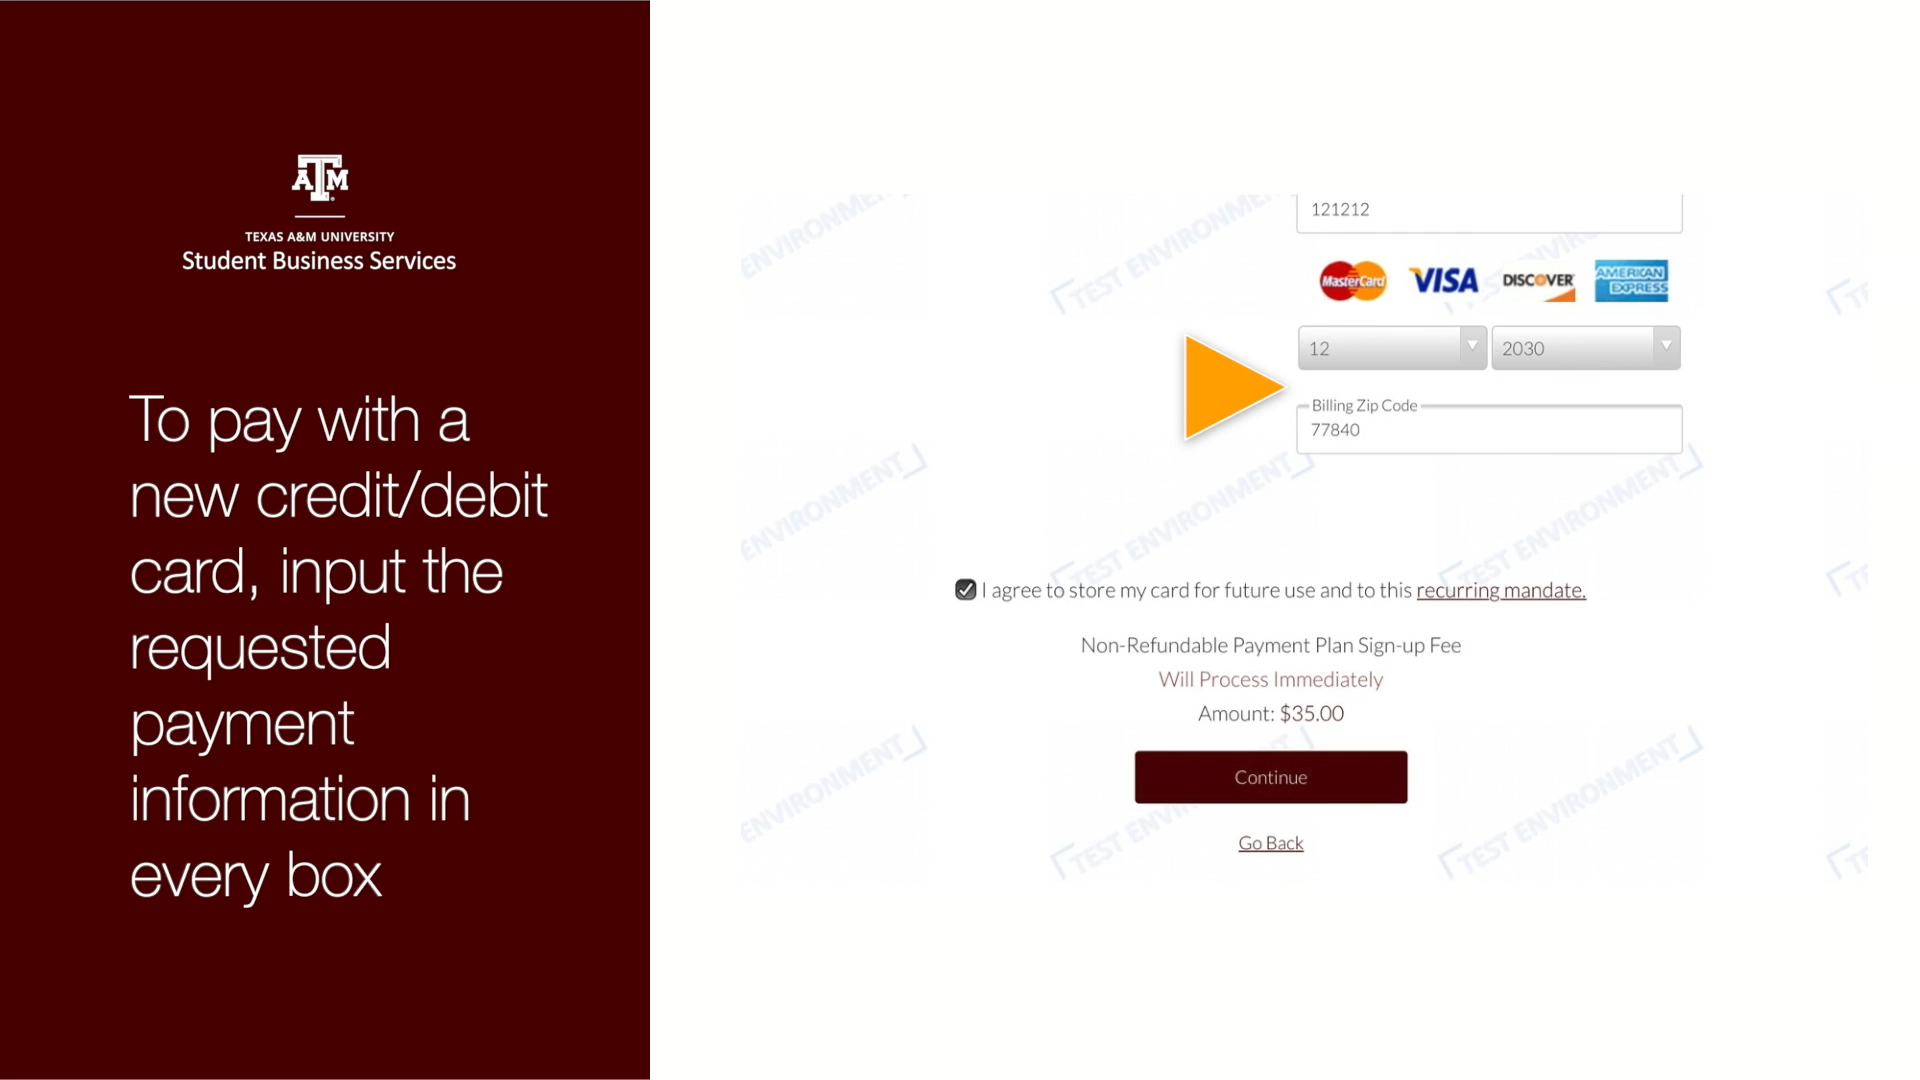 ATM
TEXAS A&M UNIVERSITY
Student Business Services
To pay with a
new credit/debit
card, input the
requested
payment
information in
every box
121212
MasterCard VISA DISCOVER AMERICAN EXPRESS
12 2030
Billing Zip Code
77840
I agree to store my card for future use and to this recurring mandate.
Non-Refundable Payment Plan Sign-up Fee
Will Process Immediately
Amount: $35.00
Continue
Go Back
TEST ENVIRONMENT